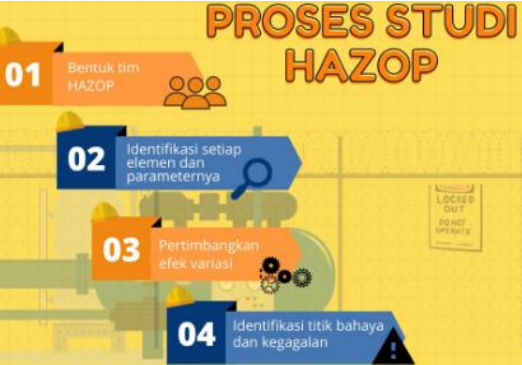 PROSES STUDI
HAZOP
01
Bentuk tim
HAZOP
02
Identifikasi setiap
elemen dan
parameternya
03
Pertimbangkan
efek variasi
LOCKED
OUT
DO NOT
OPERATE
04
Identifikasi titik bahaya
dan kegagalan